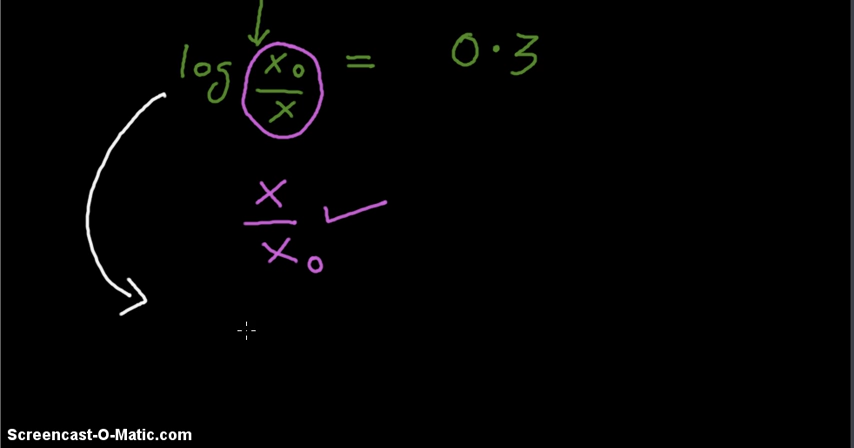 log x₀/x = 0.3
x/x₀ ✓
Screencast-O-Matic.com